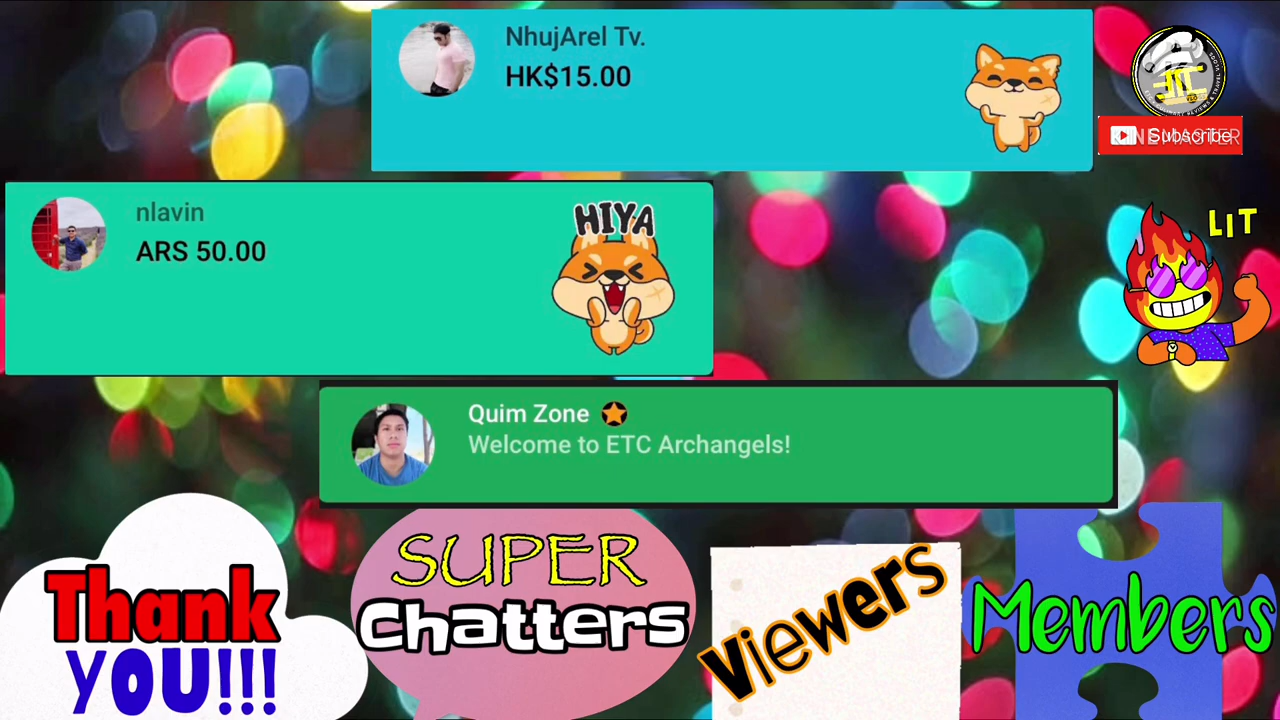 NhujArel Tv.
HK$15.00
Subscribe
KINEMASTER
nlavin
ARS 50.00
HIYA
LIT
Quim Zone
Welcome to ETC Archangels!
Thank
YOU!!!
SUPER
Chatters
Viewers
Members